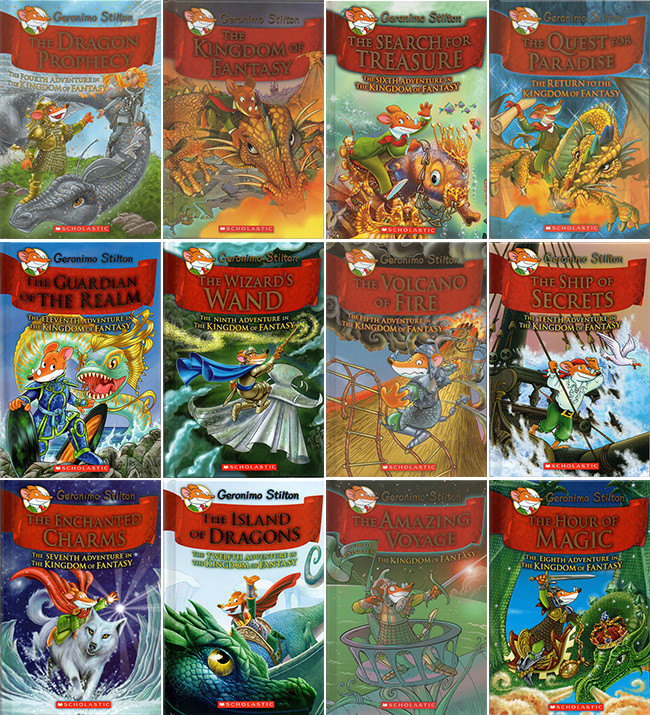 Geronimo Stilton
THE DRAGON
PROPHECY
THE FOURTH ADVENTURE IN
THE KINGDOM OF FANTASY
SCHOLASTIC
Geronimo Stilton
THE KINGDOM OF
FANTASY
SCHOLASTIC
Geronimo Stilton
THE SEARCH FOR
TREASURE
THE SIXTH ADVENTURE IN
THE KINGDOM OF FANTASY
SCHOLASTIC
Geronimo Stilton
THE QUEST FOR
PARADISE
THE RETURN TO THE
KINGDOM OF FANTASY
SCHOLASTIC
Geronimo Stilton
THE GUARDIAN
OF THE REALM
THE ELEVENTH ADVENTURE IN
THE KINGDOM OF FANTASY
SCHOLASTIC
Geronimo Stilton
THE WIZARD'S
WAND
THE NINTH ADVENTURE IN
THE KINGDOM OF FANTASY
SCHOLASTIC
Geronimo Stilton
THE VOLCANO
OF FIRE
THE FIFTH ADVENTURE IN
THE KINGDOM OF FANTASY
SCHOLASTIC
Geronimo Stilton
THE SHIP OF
SECRETS
THE TENTH ADVENTURE IN
THE KINGDOM OF FANTASY
SCHOLASTIC
Geronimo Stilton
THE ENCHANTED
CHARMS
THE SEVENTH ADVENTURE IN
THE KINGDOM OF FANTASY
SCHOLASTIC
Geronimo Stilton
THE ISLAND
OF DRAGONS
THE TWELFTH ADVENTURE IN
THE KINGDOM OF FANTASY
SCHOLASTIC
Geronimo Stilton
THE AMAZING
VOYAGE
THE KINGDOM OF FANTASY
SCHOLASTIC
Geronimo Stilton
THE HOUR OF
MAGIC
THE EIGHTH ADVENTURE IN
THE KINGDOM OF FANTASY
SCHOLASTIC